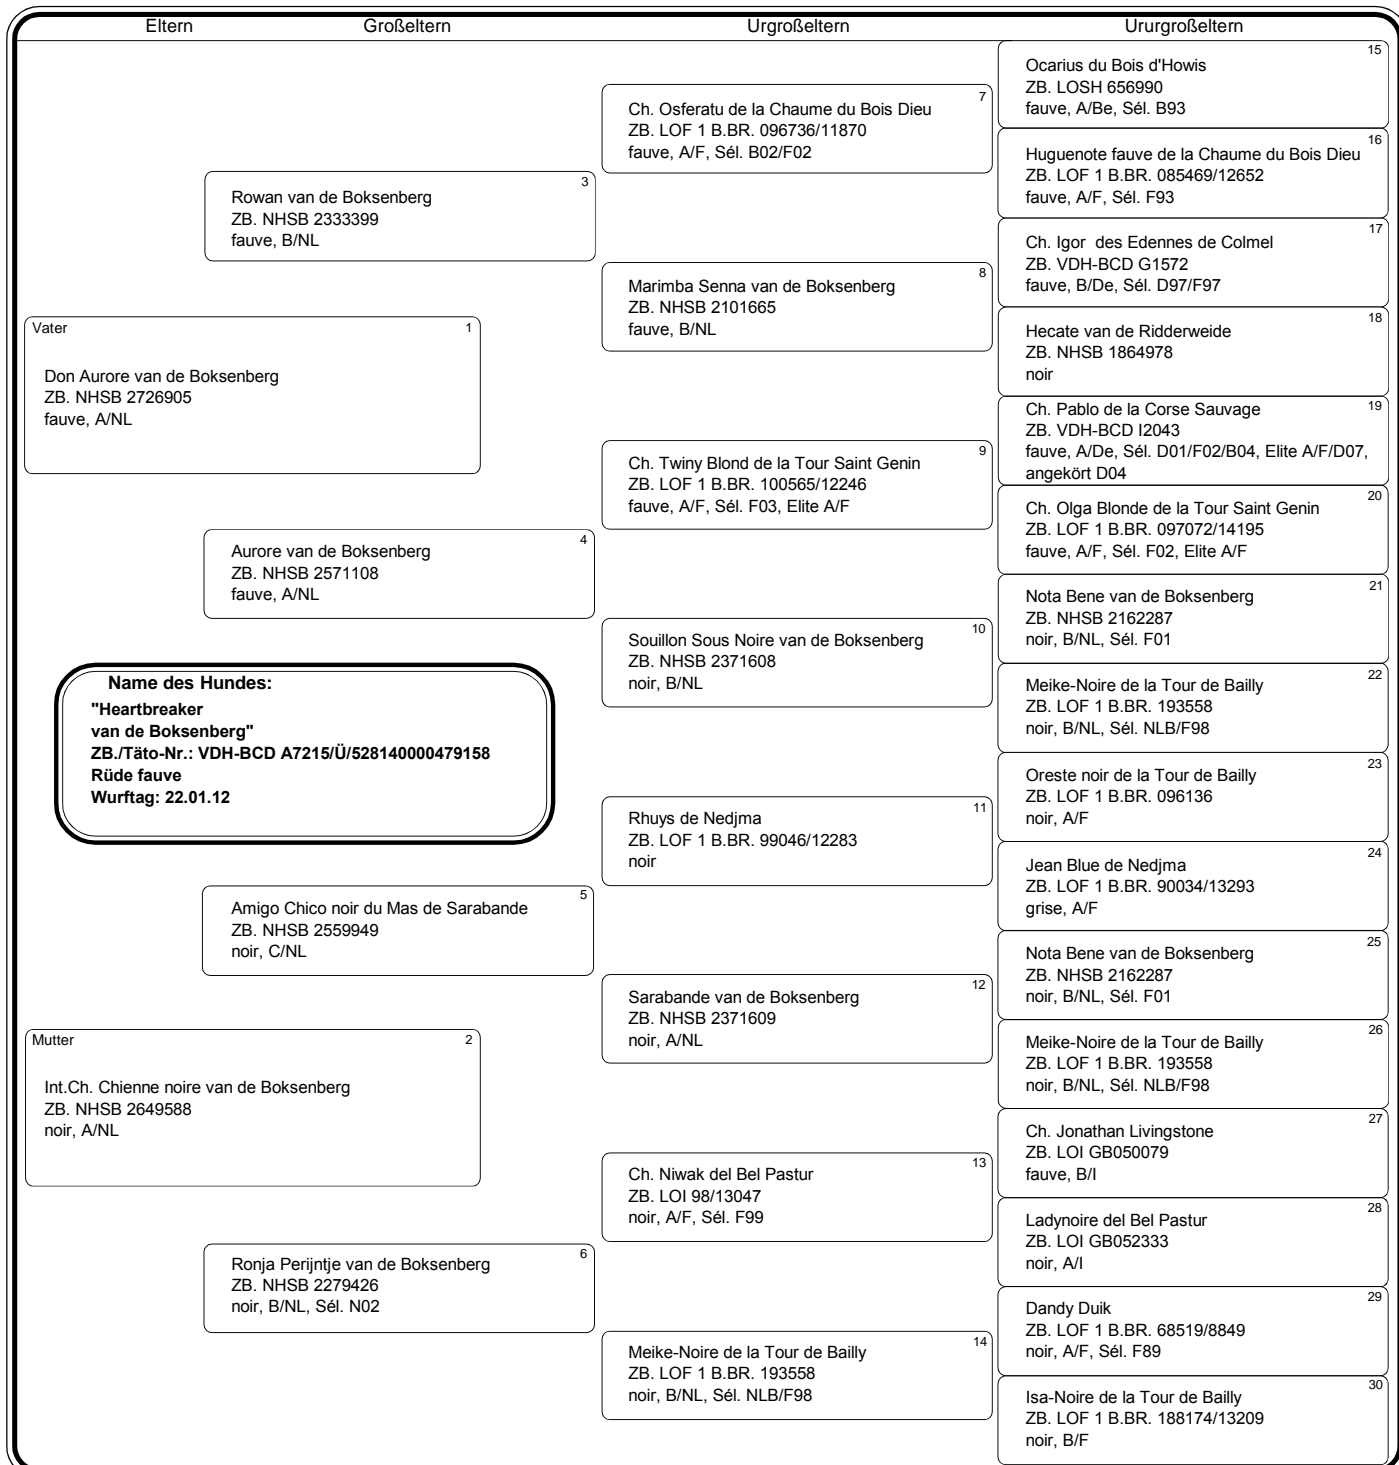 Eltern
Großeltern
Urgroßeltern
Ururgroßeltern
Vater
1
Don Aurore van de Boksenberg
ZB. NHSB 2726905
fauve, A/NL
Mutter
2
Int.Ch. Chienne noire van de Boksenberg
ZB. NHSB 2649588
noir, A/NL
Name des Hundes:
"Heartbreaker
van de Boksenberg"
ZB./Täto-Nr.: VDH-BCD A7215/Ü/528140000479158
Rüde fauve
Wurftag: 22.01.12
3
Rowan van de Boksenberg
ZB. NHSB 2333399
fauve, B/NL
4
Aurore van de Boksenberg
ZB. NHSB 2571108
fauve, A/NL
5
Amigo Chico noir du Mas de Sarabande
ZB. NHSB 2559949
noir, C/NL
6
Ronja Perijntje van de Boksenberg
ZB. NHSB 2279426
noir, B/NL, Sél. N02
7
Ch. Osferatu de la Chaume du Bois Dieu
ZB. LOF 1 B.BR. 096736/11870
fauve, A/F, Sél. B02/F02
8
Marimba Senna van de Boksenberg
ZB. NHSB 2101665
fauve, B/NL
9
Ch. Twiny Blond de la Tour Saint Genin
ZB. LOF 1 B.BR. 100565/12246
fauve, A/F, Sél. F03, Elite A/F
10
Souillon Sous Noire van de Boksenberg
ZB. NHSB 2371608
noir, B/NL
11
Rhuys de Nedjma
ZB. LOF 1 B.BR. 99046/12283
noir
12
Sarabande van de Boksenberg
ZB. NHSB 2371609
noir, A/NL
13
Ch. Niwak del Bel Pastur
ZB. LOI 98/13047
noir, A/F, Sél. F99
14
Meike-Noire de la Tour de Bailly
ZB. LOF 1 B.BR. 193558
noir, B/NL, Sél. NLB/F98
15
Ocarius du Bois d'Howis
ZB. LOSH 656990
fauve, A/Be, Sél. B93
16
Huguenote fauve de la Chaume du Bois Dieu
ZB. LOF 1 B.BR. 085469/12652
fauve, A/F, Sél. F93
17
Ch. Igor  des Edennes de Colmel
ZB. VDH-BCD G1572
fauve, B/De, Sél. D97/F97
18
Hecate van de Ridderweide
ZB. NHSB 1864978
noir
19
Ch. Pablo de la Corse Sauvage
ZB. VDH-BCD I2043
fauve, A/De, Sél. D01/F02/B04, Elite A/F/D07,
angekört D04
20
Ch. Olga Blonde de la Tour Saint Genin
ZB. LOF 1 B.BR. 097072/14195
fauve, A/F, Sél. F02, Elite A/F
21
Nota Bene van de Boksenberg
ZB. NHSB 2162287
noir, B/NL, Sél. F01
22
Meike-Noire de la Tour de Bailly
ZB. LOF 1 B.BR. 193558
noir, B/NL, Sél. NLB/F98
23
Oreste noir de la Tour de Bailly
ZB. LOF 1 B.BR. 096136
noir, A/F
24
Jean Blue de Nedjma
ZB. LOF 1 B.BR. 90034/13293
grise, A/F
25
Nota Bene van de Boksenberg
ZB. NHSB 2162287
noir, B/NL, Sél. F01
26
Meike-Noire de la Tour de Bailly
ZB. LOF 1 B.BR. 193558
noir, B/NL, Sél. NLB/F98
27
Ch. Jonathan Livingstone
ZB. LOI GB050079
fauve, B/I
28
Ladynoire del Bel Pastur
ZB. LOI GB052333
noir, A/I
29
Dandy Duik
ZB. LOF 1 B.BR. 68519/8849
noir, A/F, Sél. F89
30
Isa-Noire de la Tour de Bailly
ZB. LOF 1 B.BR. 188174/13209
noir, B/F